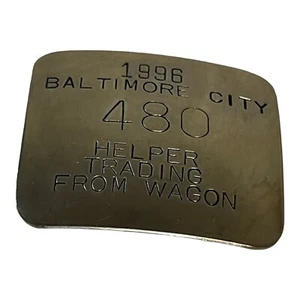 1996
BALTIMORE CITY
480
HELPER
TRADING
FROM WAGON